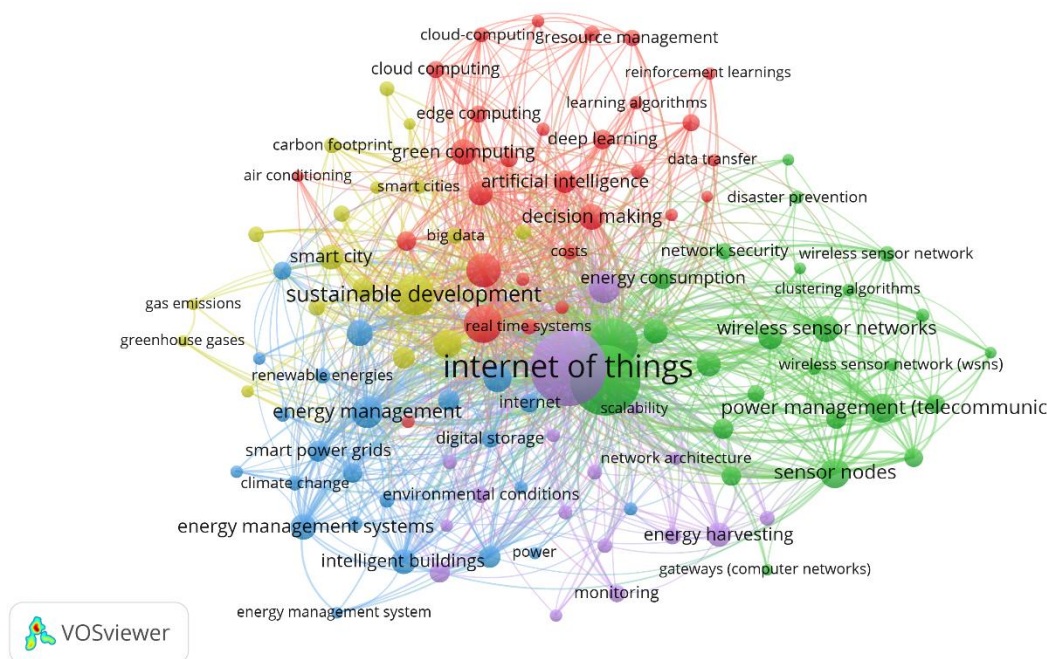 cloud-computing
resource management
cloud computing
reinforcement learnings
learning algorithms
edge computing
deep learning
carbon footprint
green computing
data transfer
air conditioning
smart cities
artificial intelligence
disaster prevention
decision making
big data
costs
network security
wireless sensor network
smart city
energy consumption
clustering algorithms
sustainable development
gas emissions
real time systems
wireless sensor networks
greenhouse gases
internet of things
wireless sensor network (wsns)
renewable energies
energy management
internet
scalability
power management (telecommunic
digital storage
smart power grids
network architecture
sensor nodes
climate change
environmental conditions
energy management systems
energy harvesting
intelligent buildings
power
gateways (computer networks)
monitoring
energy management system
VOSviewer